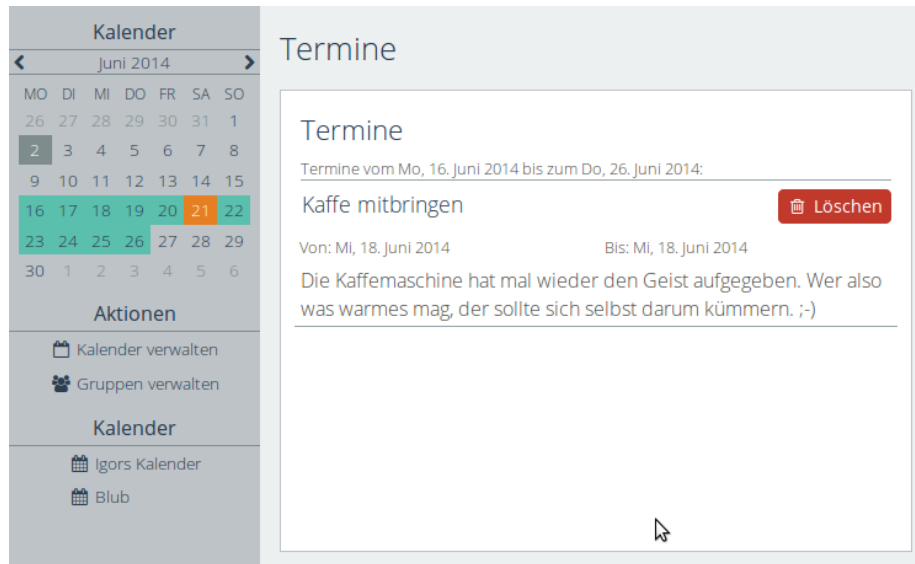 Kalender
Juni 2014
MO DI MI DO FR SA SO
26 27 28 29 30 31 1
2 3 4 5 6 7 8
9 10 11 12 13 14 15
16 17 18 19 20 21 22
23 24 25 26 27 28 29
30 1 2 3 4 5 6
Aktionen
Kalender verwalten
Gruppen verwalten
Kalender
Igors Kalender
Blub
Termine
Termine
Termine vom Mo, 16. Juni 2014 bis zum Do, 26. Juni 2014:
Kaffe mitbringen
Löschen
Von: Mi, 18. Juni 2014 Bis: Mi, 18. Juni 2014
Die Kaffemaschine hat mal wieder den Geist aufgegeben. Wer also
was warmes mag, der sollte sich selbst darum kümmern. ;-)